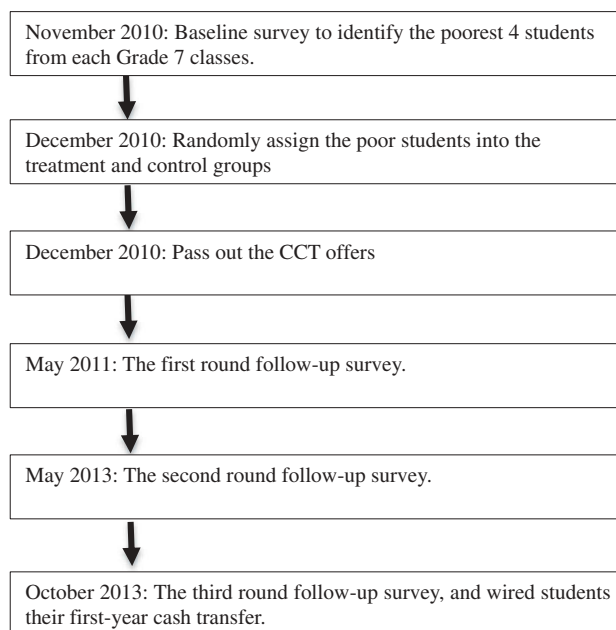 November 2010: Baseline survey to identify the poorest 4 students
from each Grade 7 classes.
December 2010: Randomly assign the poor students into the
treatment and control groups
December 2010: Pass out the CCT offers
May 2011: The first round follow-up survey.
May 2013: The second round follow-up survey.
October 2013: The third round follow-up survey, and wired students
their first-year cash transfer.